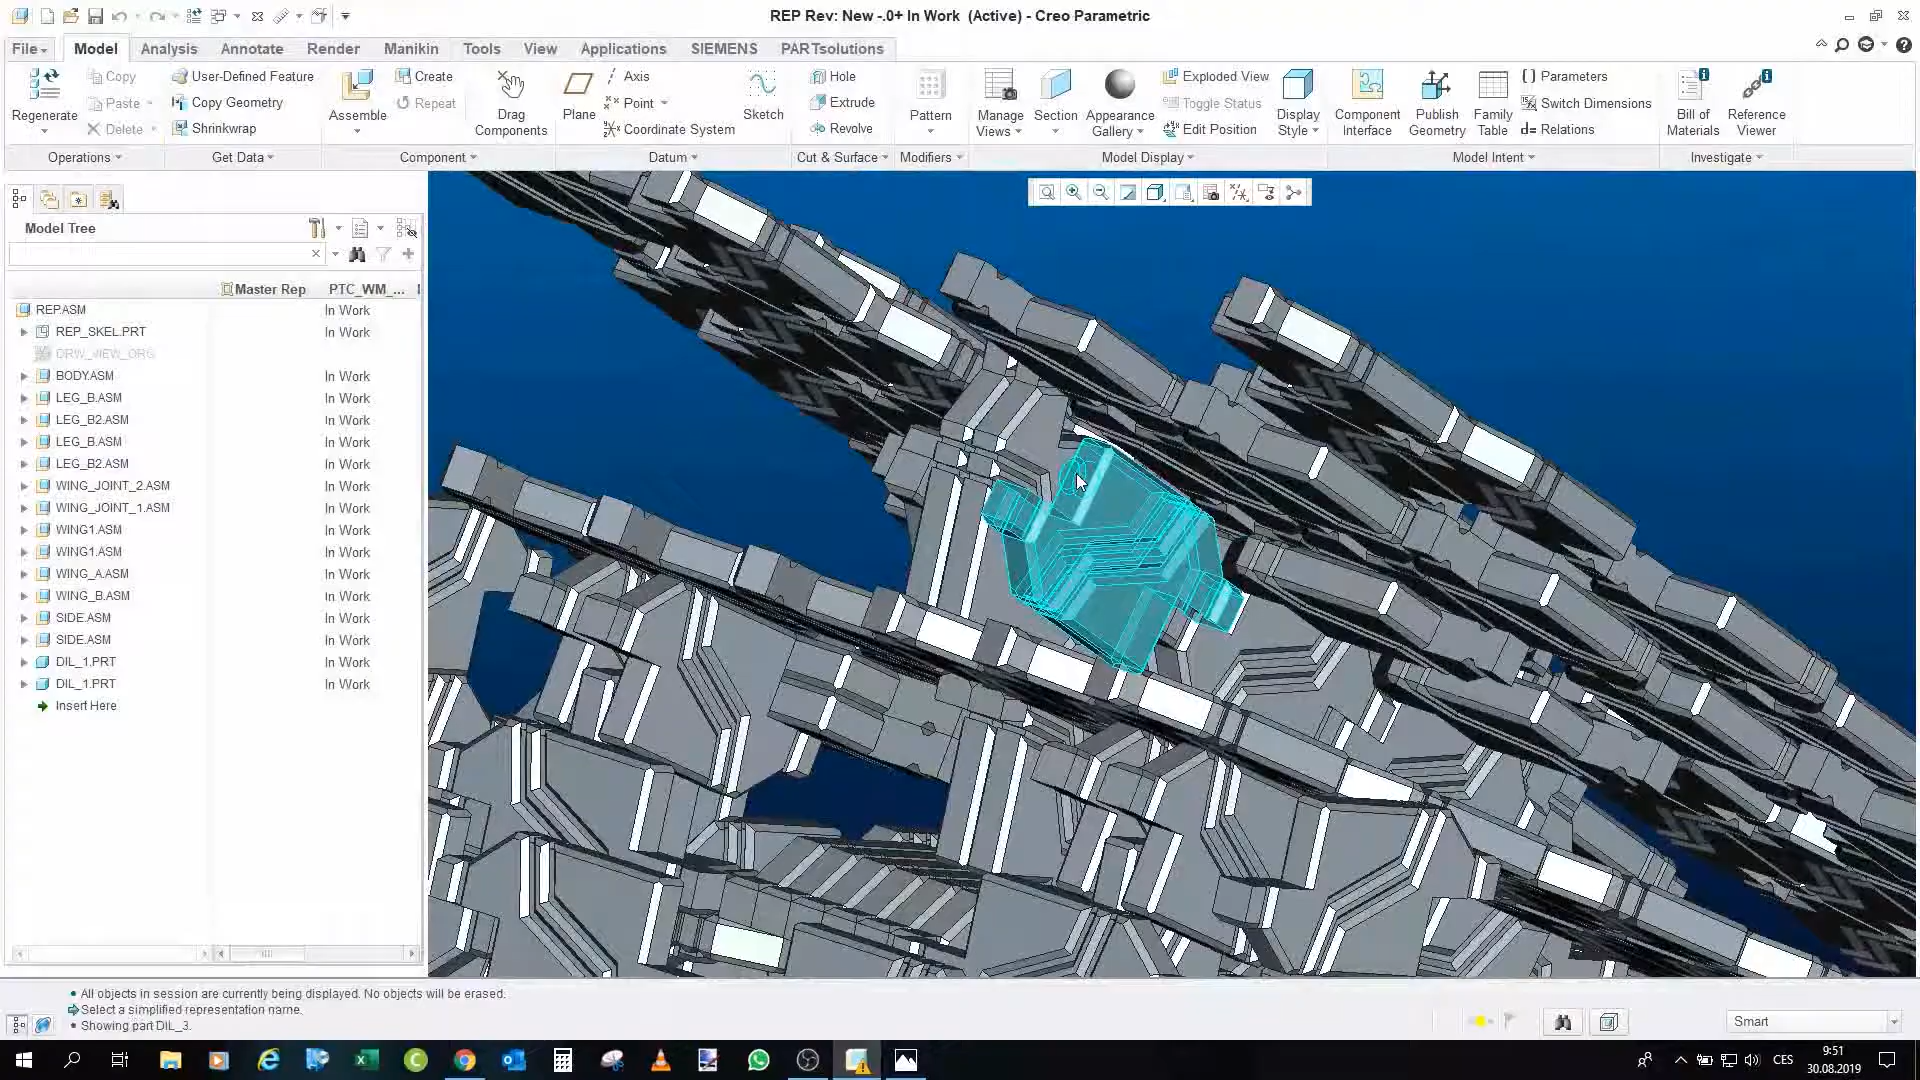 REP Rev: New -.0+ In Work  (Active) - Creo Parametric
File
Model
Analysis
Annotate
Render
Manikin
Tools
View
Applications
SIEMENS
PARTsolutions
Regenerate
Copy
Paste
Delete
User-Defined Feature
Copy Geometry
Shrinkwrap
Assemble
Create
Repeat
Drag
Components
Plane
Axis
Point
Coordinate System
Sketch
Hole
Extrude
Revolve
Pattern
Manage
Views
Section
Appearance
Gallery
Exploded View
Toggle Status
Edit Position
Display
Style
Component
Interface
Publish
Geometry
Family
Table
Parameters
Switch Dimensions
d= Relations
Bill of
Materials
Reference
Viewer
Operations
Get Data
Component
Datum
Cut & Surface
Modifiers
Model Display
Model Intent
Investigate
Model Tree
Master Rep PTC_WM_...
REP.ASM In Work
REP_SKEL.PRT In Work
DRW_VIEW_ORG
BODY.ASM In Work
LEG_B.ASM In Work
LEG_B2.ASM In Work
LEG_B.ASM In Work
LEG_B2.ASM In Work
WING_JOINT_2.ASM In Work
WING_JOINT_1.ASM In Work
WING1.ASM In Work
WING1.ASM In Work
WING_A.ASM In Work
WING_B.ASM In Work
SIDE.ASM In Work
SIDE.ASM In Work
DIL_1.PRT In Work
DIL_1.PRT In Work
Insert Here
All objects in session are currently being displayed. No objects will be erased.
Select a simplified representation name.
Showing part DIL_3.
Smart
CES
9:51
30.08.2019